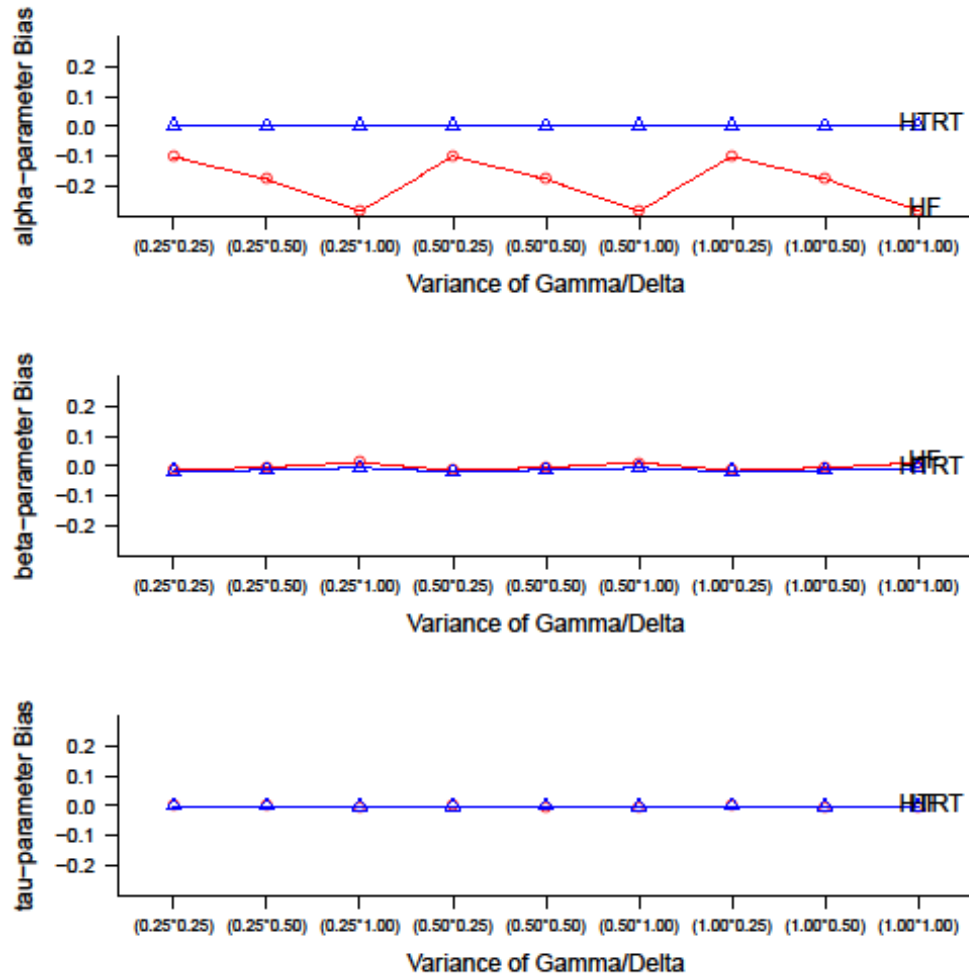 alpha−parameter Bias
0.2
0.1
0.0
−0.1
−0.2
HTRT
HF
(0.25*0.25) (0.25*0.50) (0.25*1.00) (0.50*0.25) (0.50*0.50) (0.50*1.00) (1.00*0.25) (1.00*0.50) (1.00*1.00)
Variance of Gamma/Delta
beta−parameter Bias
0.2
0.1
0.0
−0.1
−0.2
HF
HTRT
(0.25*0.25) (0.25*0.50) (0.25*1.00) (0.50*0.25) (0.50*0.50) (0.50*1.00) (1.00*0.25) (1.00*0.50) (1.00*1.00)
Variance of Gamma/Delta
tau−parameter Bias
0.2
0.1
0.0
−0.1
−0.2
HTRT
HF
(0.25*0.25) (0.25*0.50) (0.25*1.00) (0.50*0.25) (0.50*0.50) (0.50*1.00) (1.00*0.25) (1.00*0.50) (1.00*1.00)
Variance of Gamma/Delta